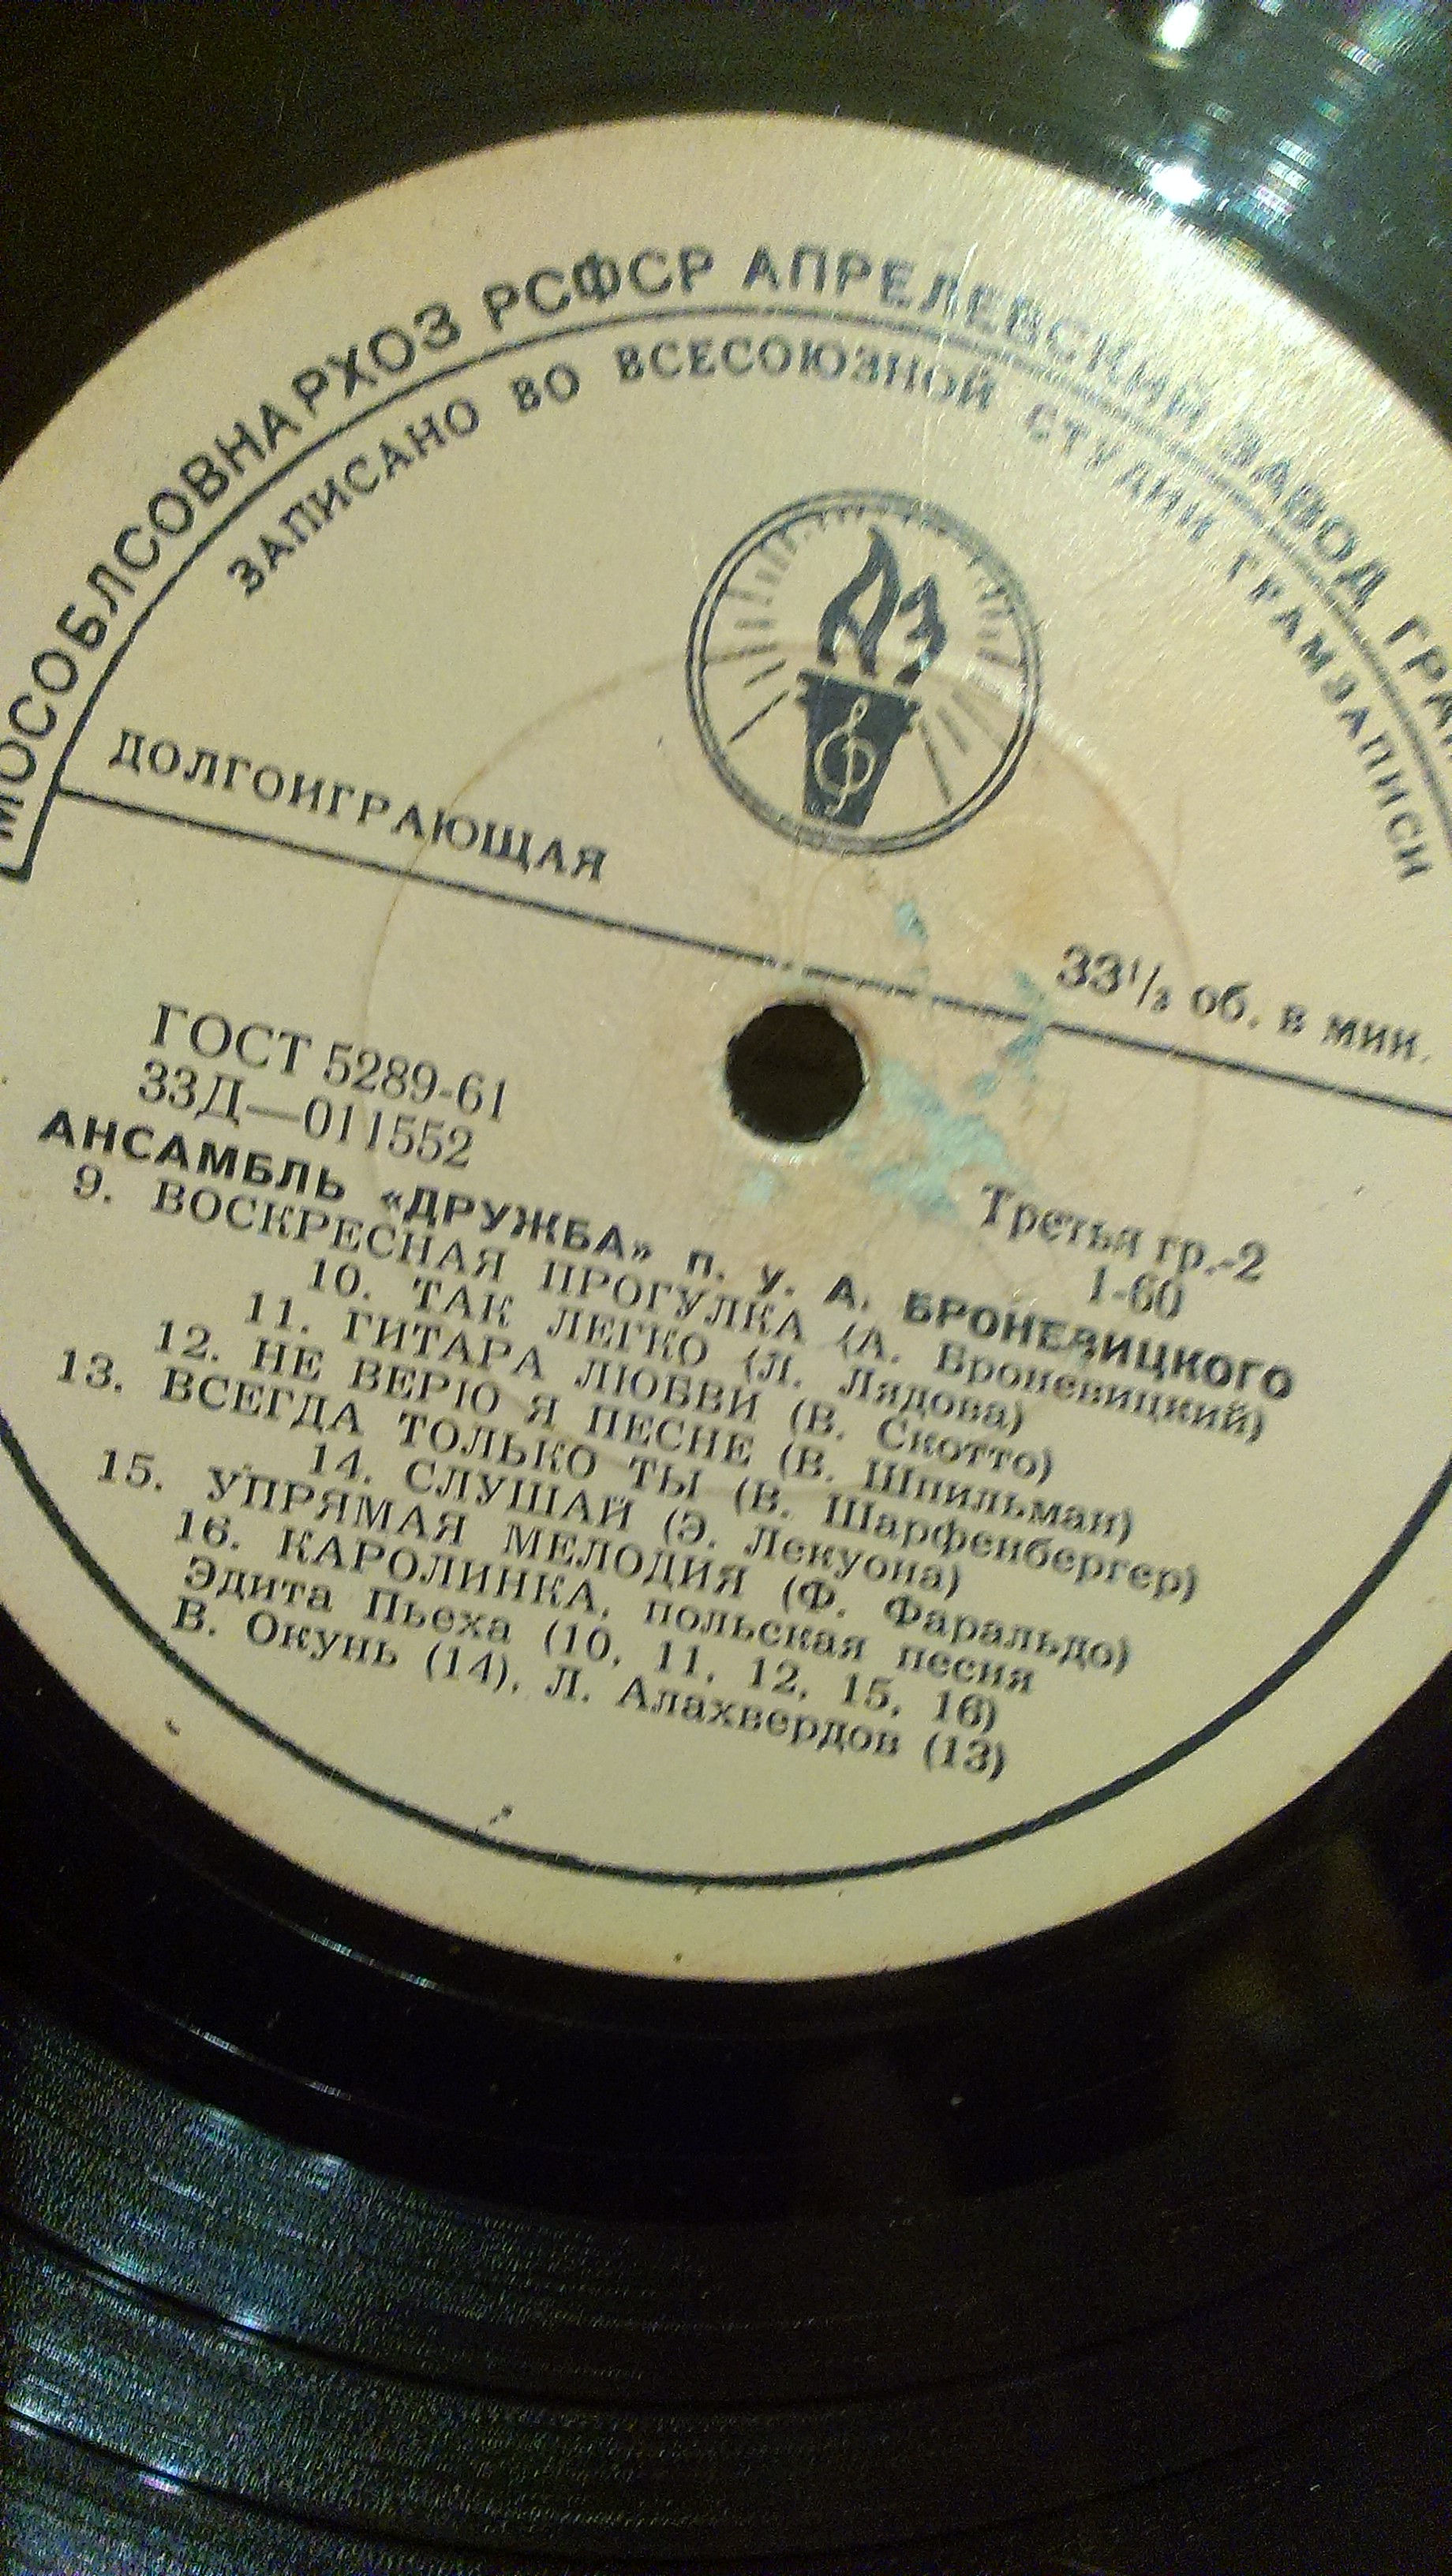 МОСОБЛСОВНАРХОЗ РСФСР АПРЕЛЕВСКИЙ ЗАВОД
ЗАПИСАНО ВО ВСЕСОЮЗНОЙ СТУДИИ ГРАМЗАПИСИ
ДОЛГОИГРАЮЩАЯ
33⅓ об. в мин.
ГОСТ 5289-61
33Д—011552
Третья гр.-2
1-60
АНСАМБЛЬ «ДРУЖБА» п. у. А. БРОНЕВИЦКОГО
9. ВОСКРЕСНАЯ ПРОГУЛКА (А. Броневицкий)
10. ТАК ЛЕГКО (Л. Лядова)
11. ГИТАРА ЛЮБВИ (В. Скотто)
12. НЕ ВЕРЮ Я ПЕСНЕ (В. Шпильман)
13. ВСЕГДА ТОЛЬКО ТЫ (В. Шарфенбергер)
14. СЛУШАЙ (Э. Лекуона)
15. УПРЯМАЯ МЕЛОДИЯ (Ф. Фаральдо)
16. КАРОЛИНКА, польская песня
Эдита Пьеха (10, 11, 12, 15, 16)
В. Окунь (14), Л. Алахвердов (13)